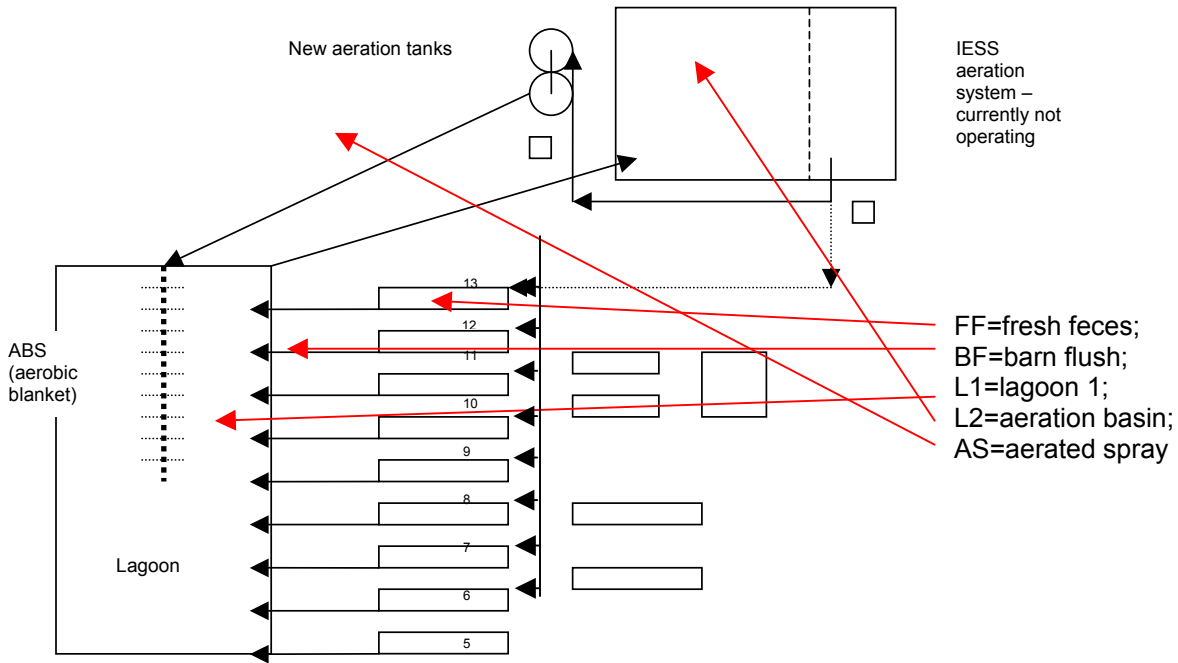 New aeration tanks
IESS
aeration
system –
currently not
operating
ABS
(aerobic
blanket)
Lagoon
13
12
11
10
9
8
7
6
5
FF=fresh feces;
BF=barn flush;
L1=lagoon 1;
L2=aeration basin;
AS=aerated spray